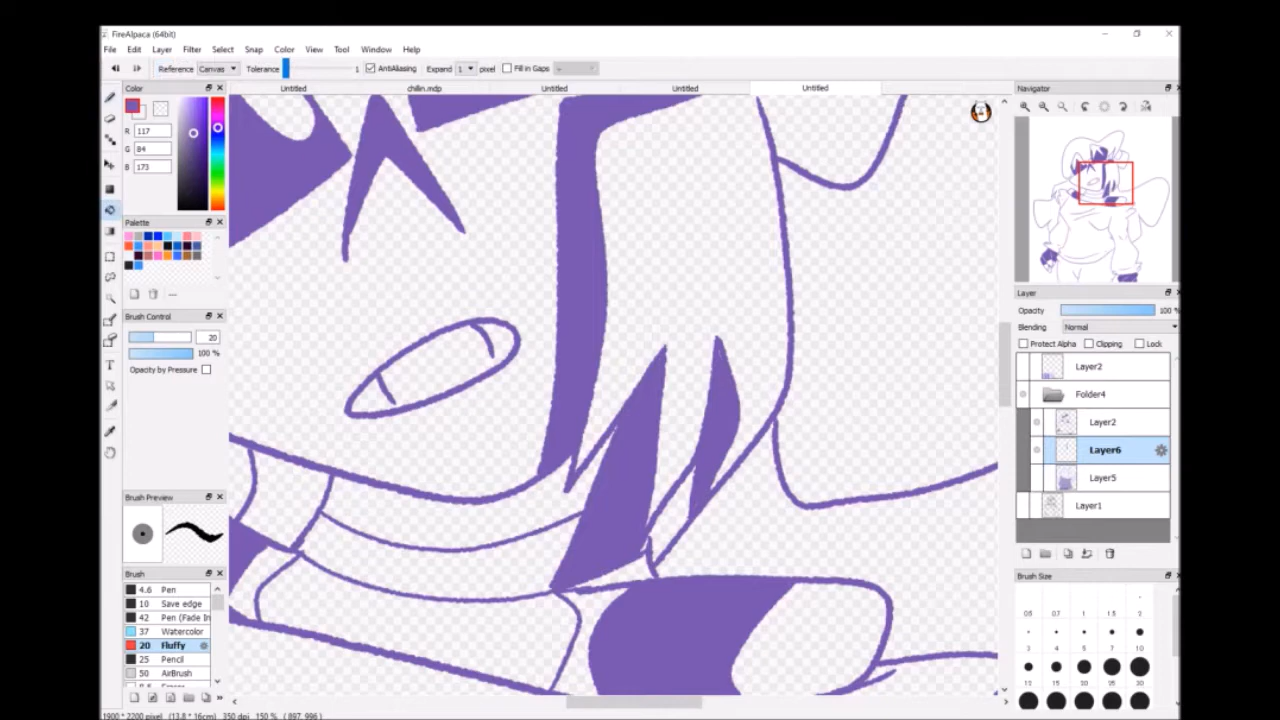 FireAlpaca (64bit)
File Edit Layer Filter Select Snap Color View Tool Window Help
Reference Canvas Tolerance 1 AntiAliasing Expand 1 pixel Fill in Gaps
Color Untitled chillin.mdp Untitled Untitled Untitled Navigator
R 117
G 84
B 173
Palette
Brush Control
20
100 %
Opacity by Pressure
Layer
Opacity 100 %
Blending Normal
Protect Alpha Clipping Lock
Layer2
Folder4
Layer2
Layer6
Layer5
Layer1
Brush Preview
Brush
4.6 Pen
10 Save edge
42 Pen (Fade In
37 Watercolor
20 Fluffy
25 Pencil
50 AirBrush
Brush Size
0.5 0.7 1 1.5 2
3 4 5 7 10
12 15 20 25 30
1900 * 2200 pixel (13.8 * 16cm) 350 dpi 150 % ( 897, 996 )